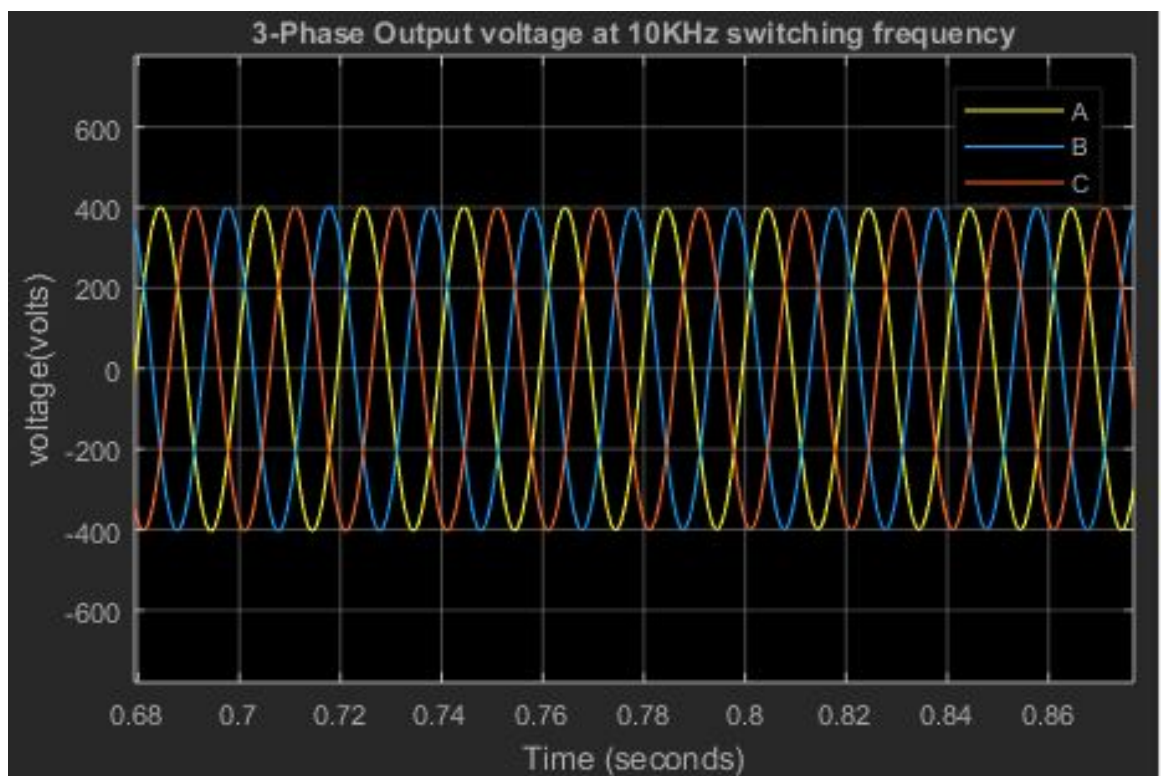 3-Phase Output voltage at 10KHz switching frequency
A
B
C
600
400
200
0
-200
-400
-600
voltage(volts)
0.68 0.7 0.72 0.74 0.76 0.78 0.8 0.82 0.84 0.86
Time (seconds)